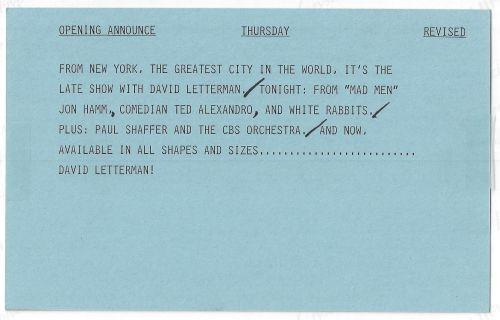 OPENING ANNOUNCE THURSDAY REVISED
FROM NEW YORK, THE GREATEST CITY IN THE WORLD, IT'S THE
LATE SHOW WITH DAVID LETTERMAN. TONIGHT: FROM "MAD MEN"
JON HAMM, COMEDIAN TED ALEXANDRO, AND WHITE RABBITS.
PLUS: PAUL SHAFFER AND THE CBS ORCHESTRA. AND NOW,
AVAILABLE IN ALL SHAPES AND SIZES..........................
DAVID LETTERMAN!